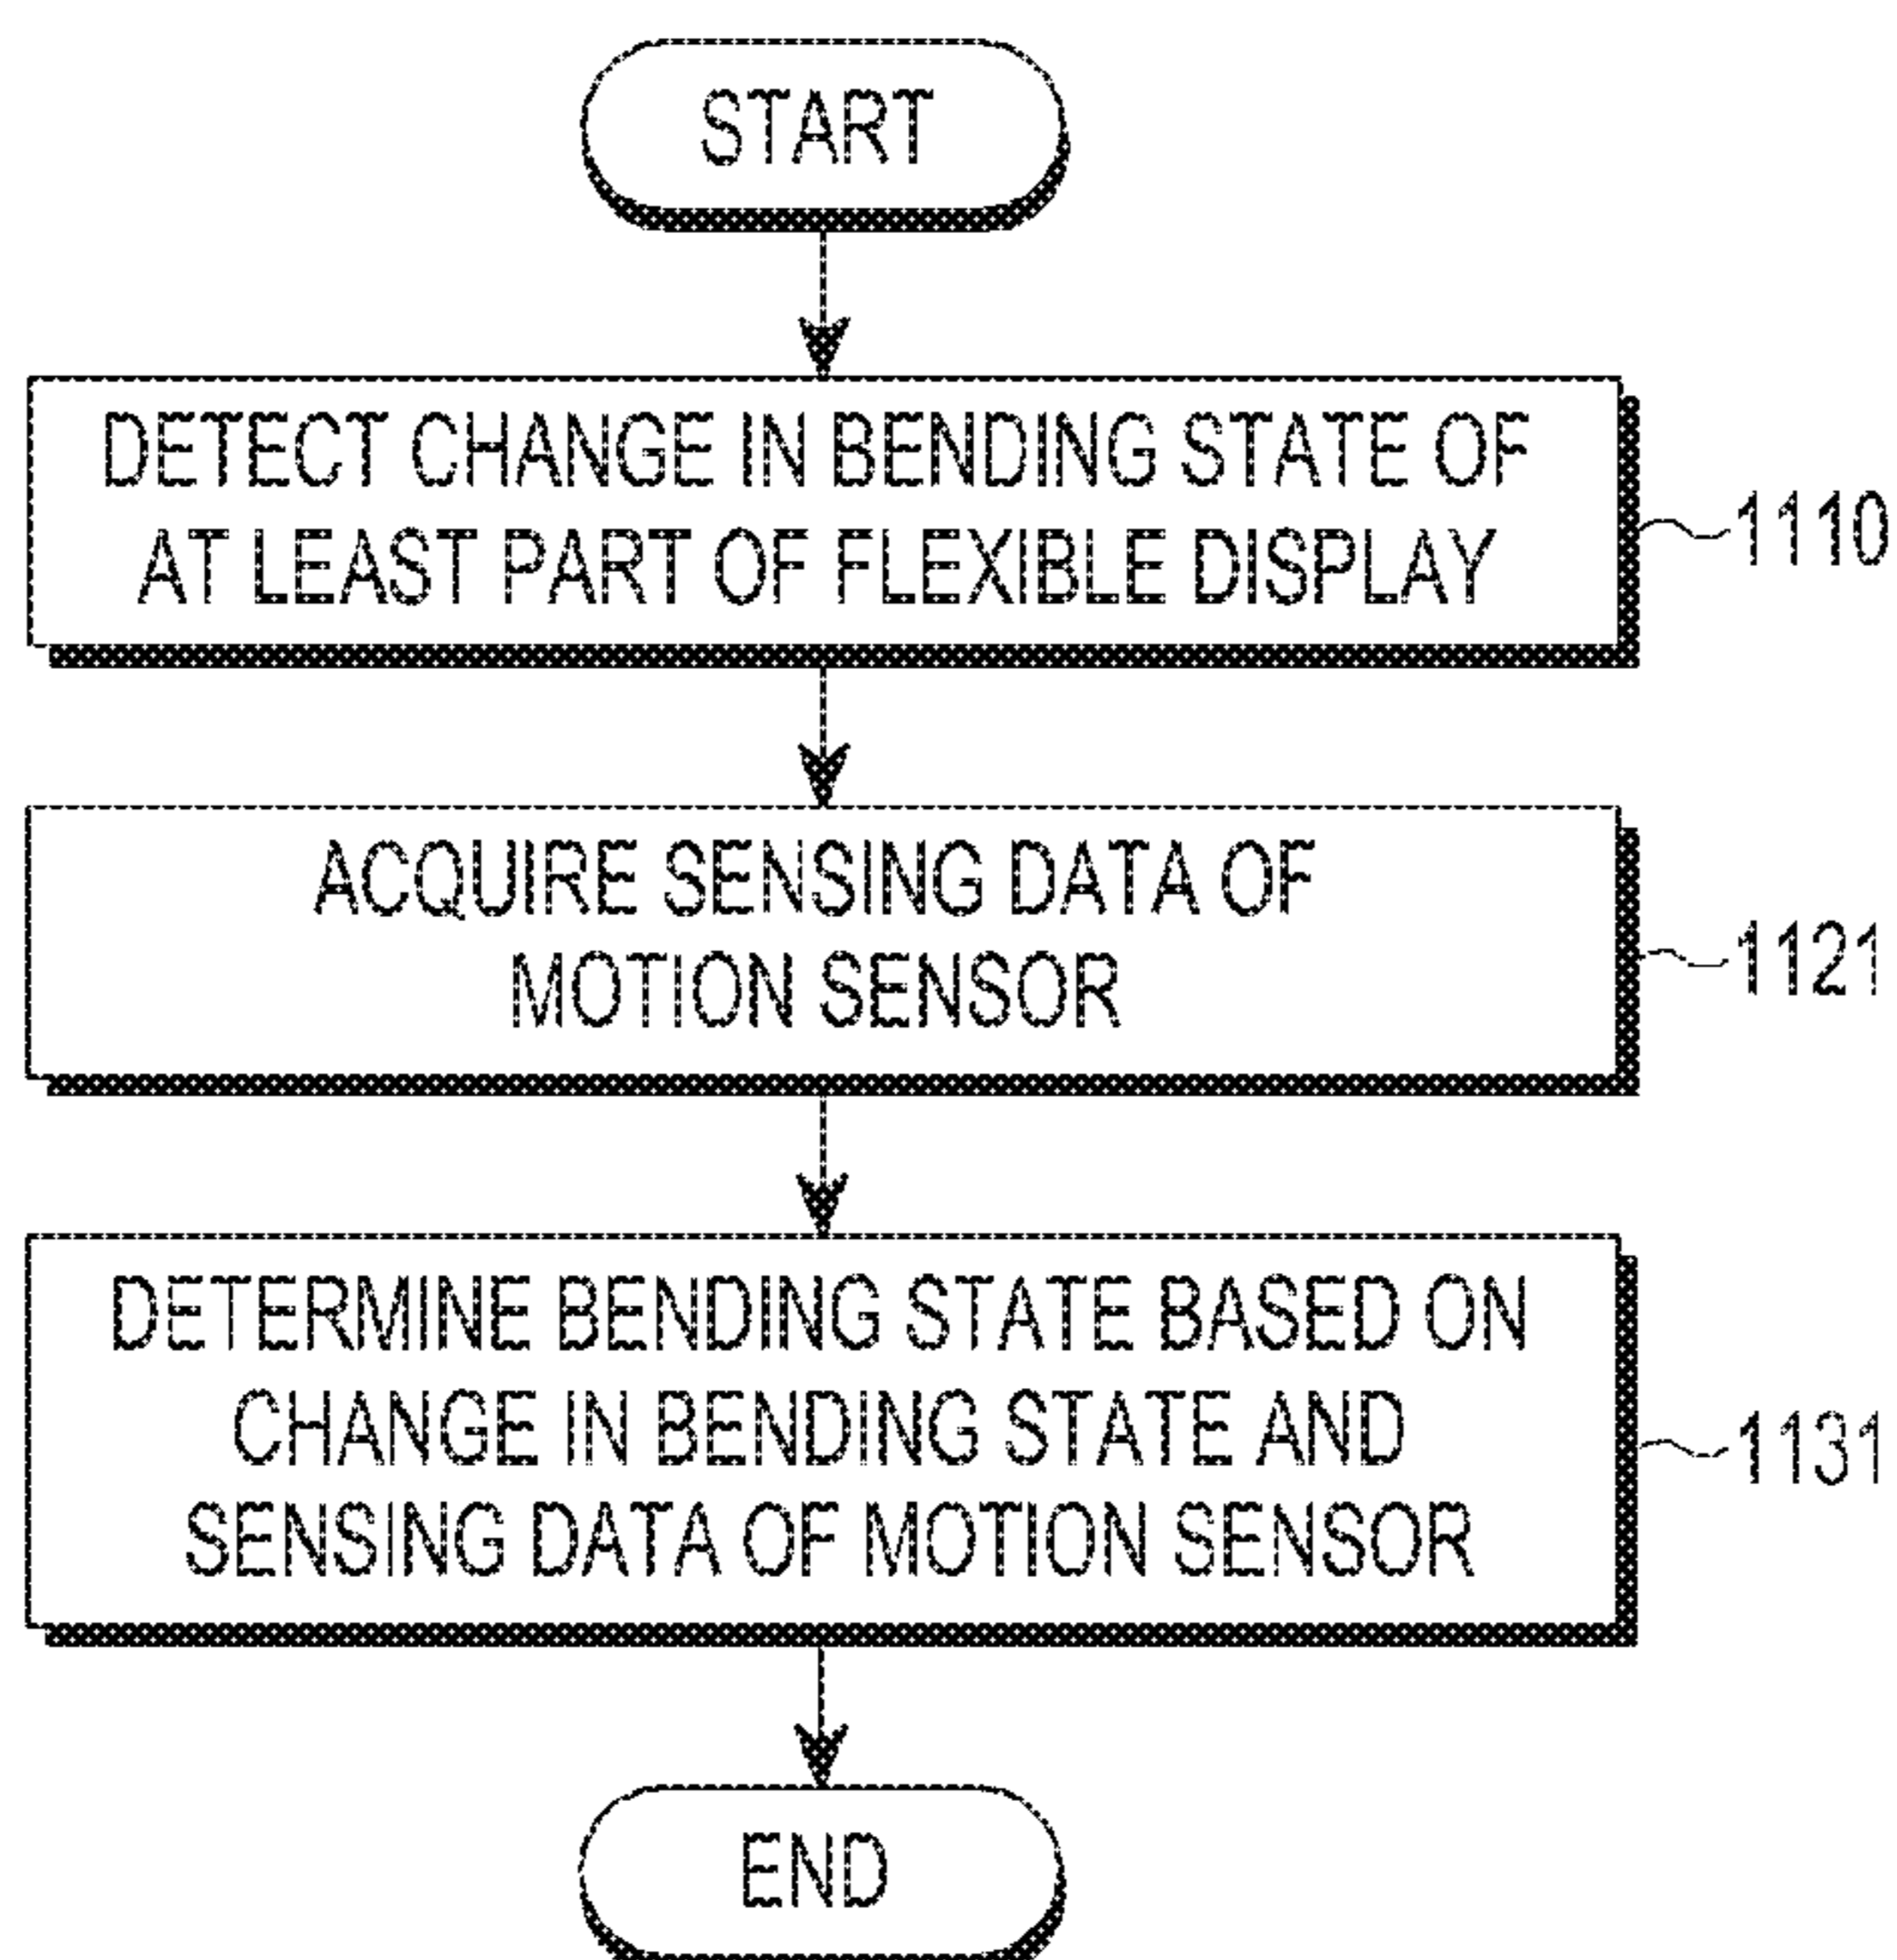 START
DETECT CHANGE IN BENDING STATE OF
AT LEAST PART OF FLEXIBLE DISPLAY
1110
ACQUIRE SENSING DATA OF
MOTION SENSOR
1121
DETERMINE BENDING STATE BASED ON
CHANGE IN BENDING STATE AND
SENSING DATA OF MOTION SENSOR
1131
END